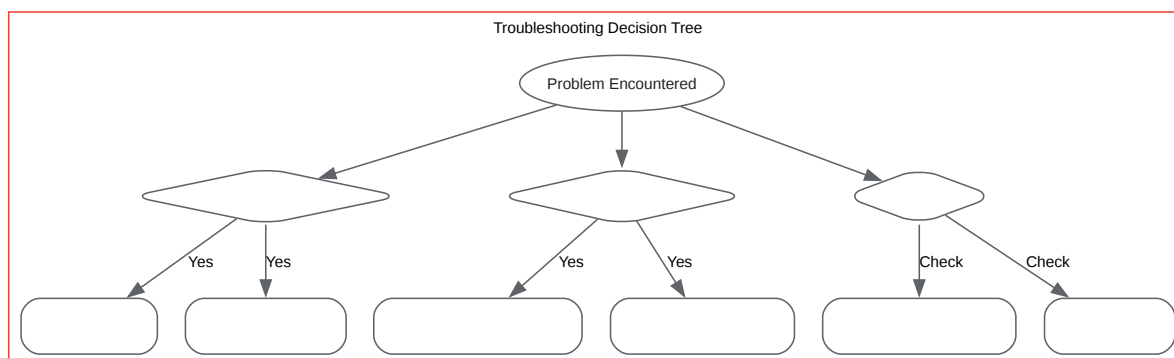 Troubleshooting Decision Tree
Problem Encountered
Yes
Yes
Yes
Yes
Check
Check